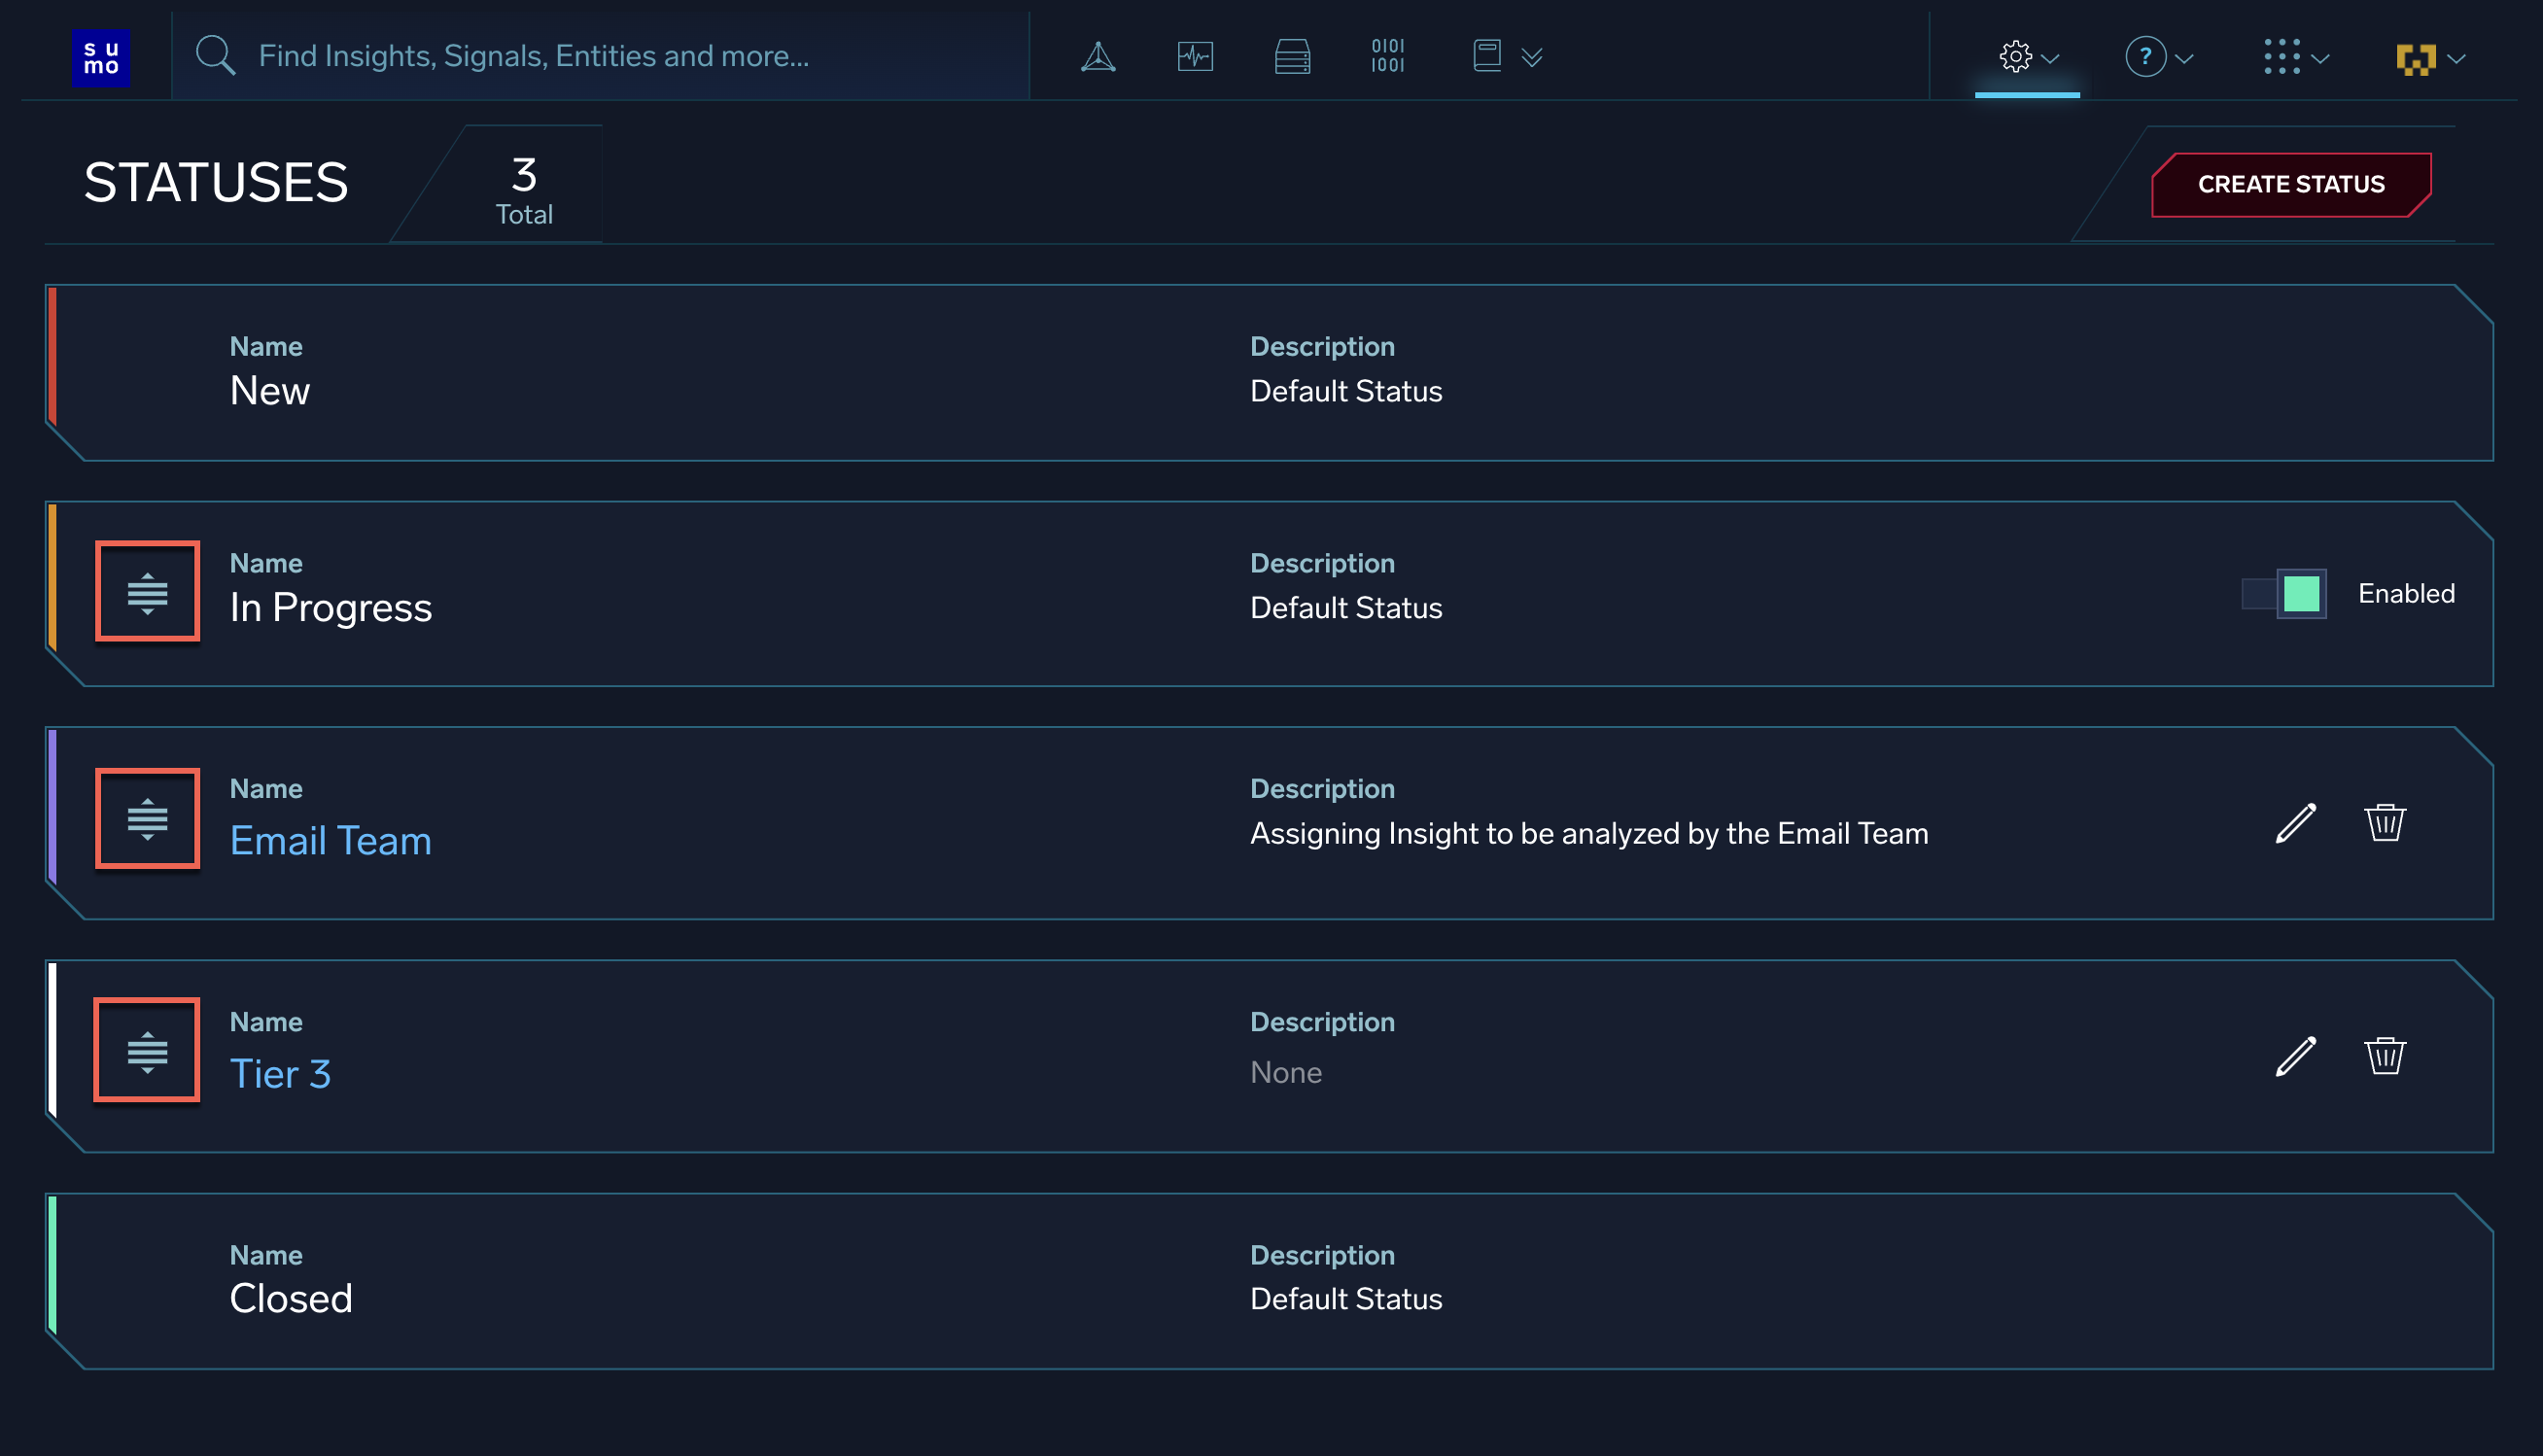 su
mo
Find Insights, Signals, Entities and more...
0101
1001
?
STATUSES
3
Total
CREATE STATUS
Name
Description
New
Default Status
Name
Description
In Progress
Default Status
Enabled
Name
Description
Email Team
Assigning Insight to be analyzed by the Email Team
Name
Description
Tier 3
None
Name
Description
Closed
Default Status